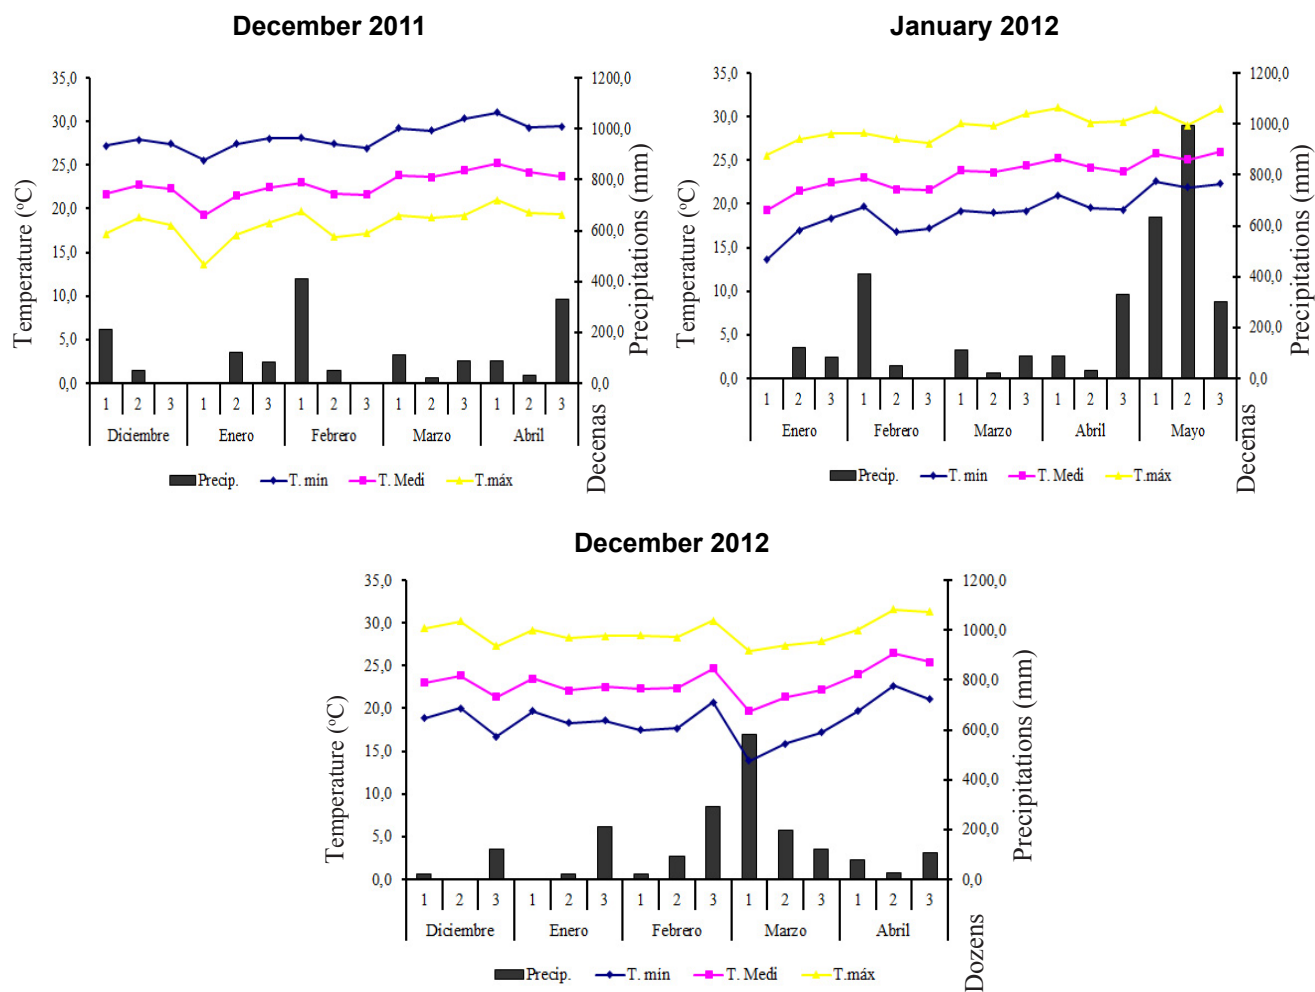 December 2011
35,0
30,0
25,0
20,0
15,0
10,0
5,0
0,0
Temperature (°C)
1200,0
1000,0
800,0
600,0
400,0
200,0
0,0
Precipitations (mm)
1 2 3 1 2 3 1 2 3 1 2 3 1 2 3
Diciembre Enero Febrero Marzo Abril
Decenas
Precip. T. min T. Medi T.máx
January 2012
35,0
30,0
25,0
20,0
15,0
10,0
5,0
0,0
Temperature (°C)
1200,0
1000,0
800,0
600,0
400,0
200,0
0,0
Precipitations (mm)
1 2 3 1 2 3 1 2 3 1 2 3 1 2 3
Enero Febrero Marzo Abril Mayo
Decenas
Precip. T. min T. Medi T.máx
December 2012
35,0
30,0
25,0
20,0
15,0
10,0
5,0
0,0
Temperature (°C)
1200,0
1000,0
800,0
600,0
400,0
200,0
0,0
Precipitations (mm)
1 2 3 1 2 3 1 2 3 1 2 3 1 2 3
Diciembre Enero Febrero Marzo Abril
Dozens
Precip. T. min T. Medi T.máx